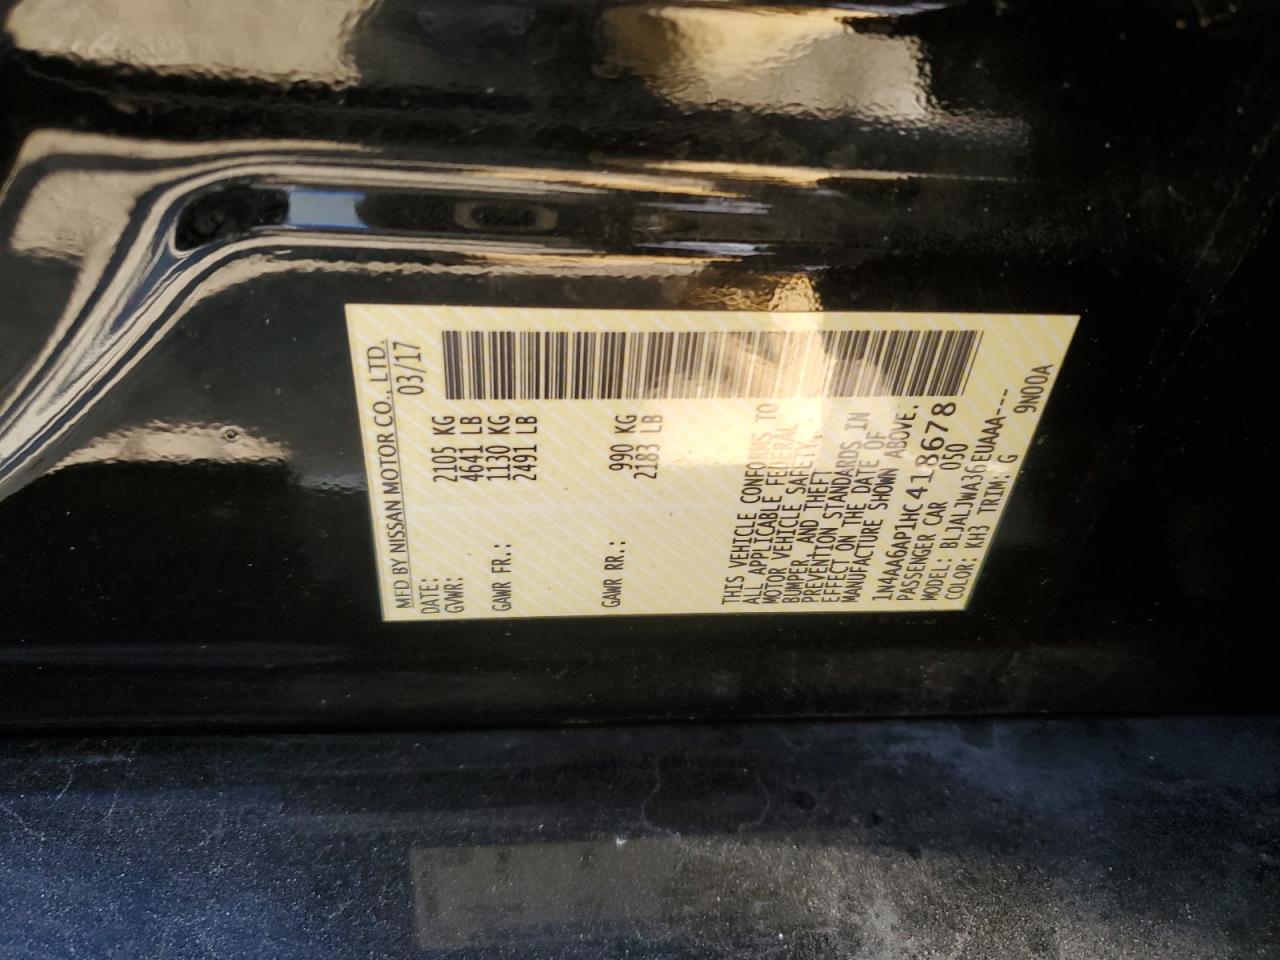 MFD BY NISSAN MOTOR CO., LTD.
DATE: 03/17
GVWR: 2105 KG
4641 LB
GAWR FR.: 1130 KG
2491 LB
GAWR RR.: 990 KG
2183 LB
THIS VEHICLE CONFORMS TO
ALL APPLICABLE FEDERAL
MOTOR VEHICLE SAFETY,
BUMPER, AND THEFT
PREVENTION STANDARDS IN
EFFECT ON THE DATE OF
MANUFACTURE SHOWN ABOVE.
1N4AA6AP1HC418678
PASSENGER CAR 050
MODEL: BLJALJWA36EUAAA---
COLOR: KH3 TRIM: G 9N00A